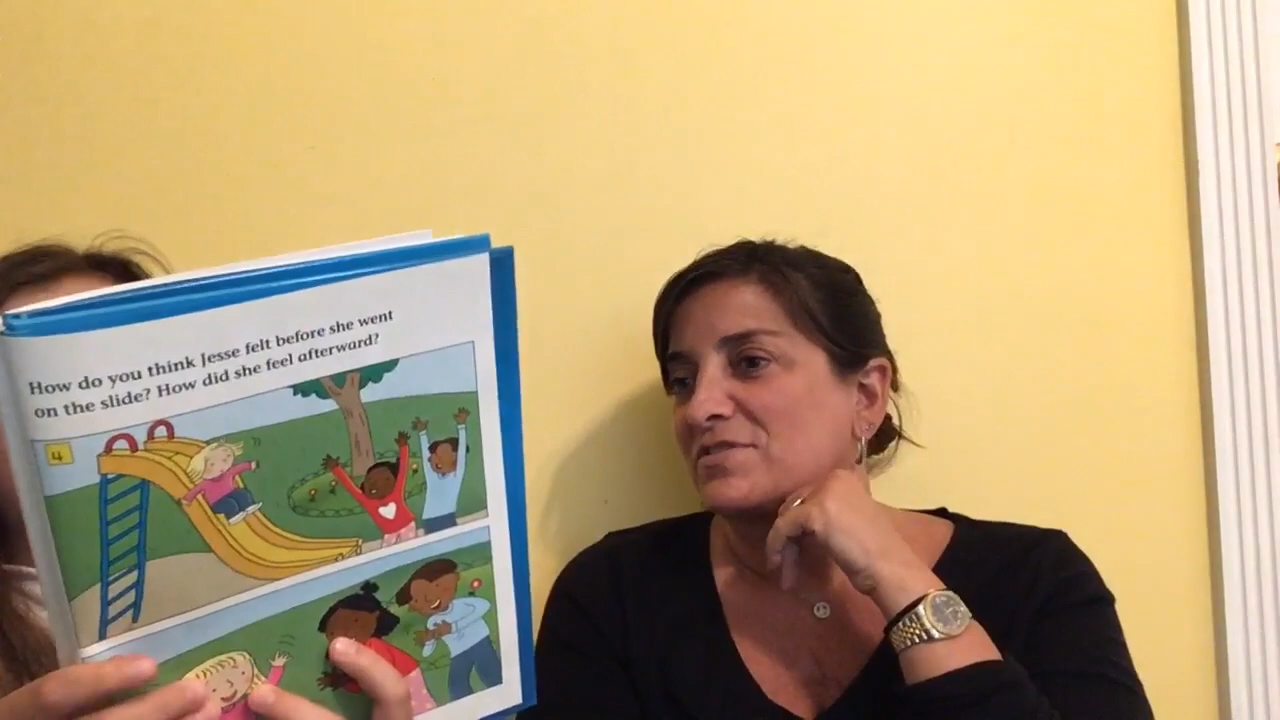 How do you think Jesse felt before she went
on the slide? How did she feel afterward?
4